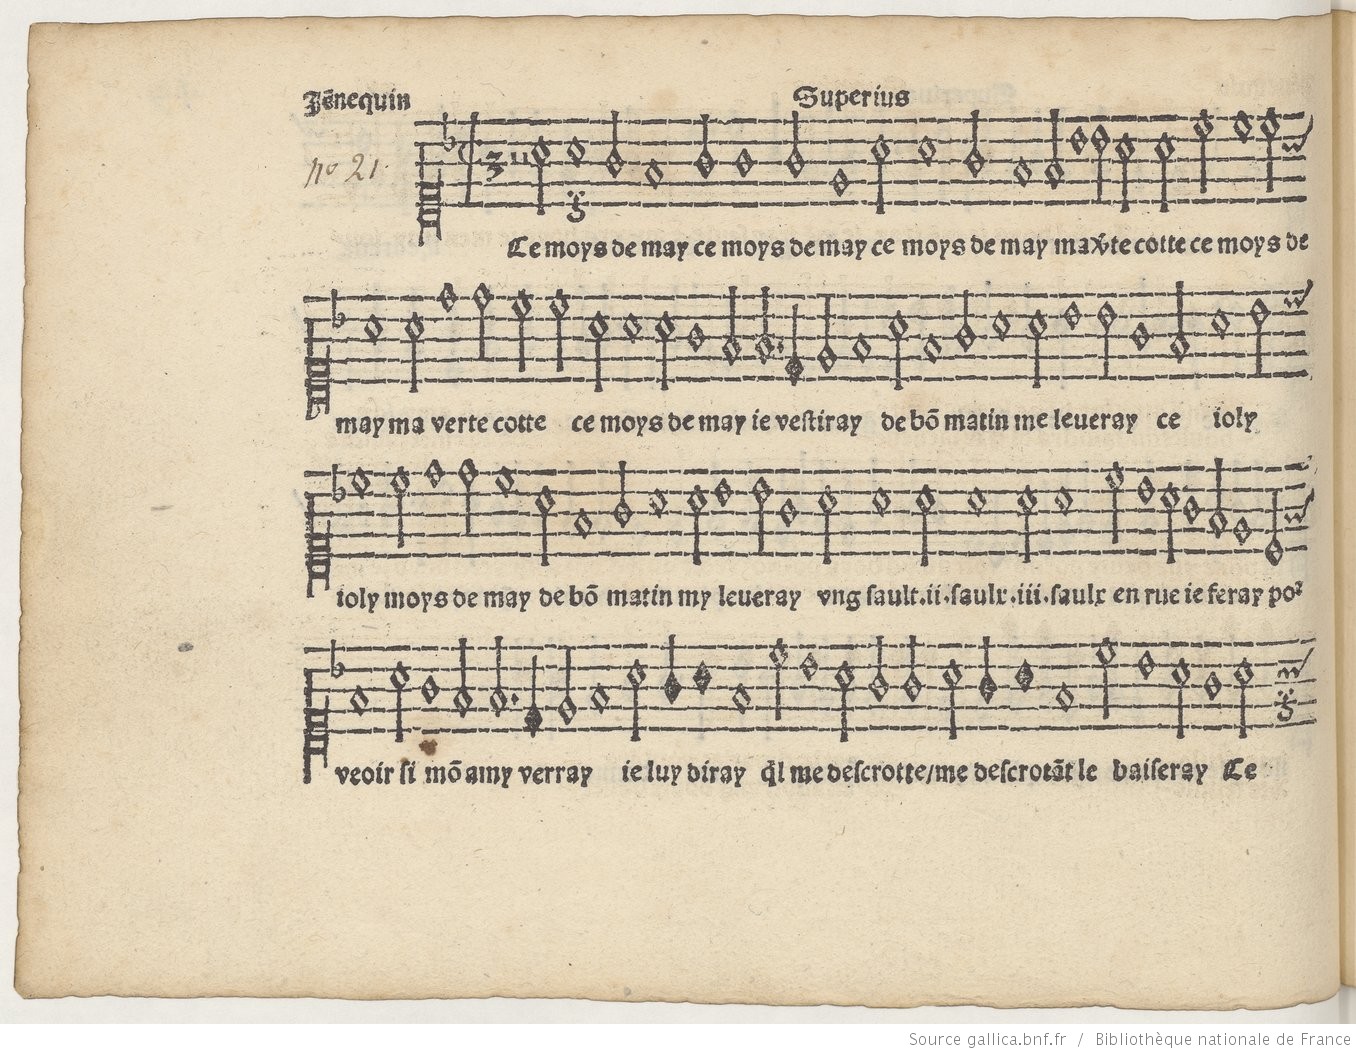 Jēnequin Superius
no 21.
3
Ce moys de may ce moys de may ce moys de may ma vte cotte ce moys de
may ma verte cotte ce moys de may ie vestiray de bō matin me leueray ce ioly
ioly moys de may de bō matin my leueray vng sault.ii.saulx.iii.saulx en rue ie feray poꝛ
veoir si mō amy verray ie luy diray q̄l me descrotte/me descrotāt le baiseray Ce
Source gallica.bnf.fr / Bibliothèque nationale de France